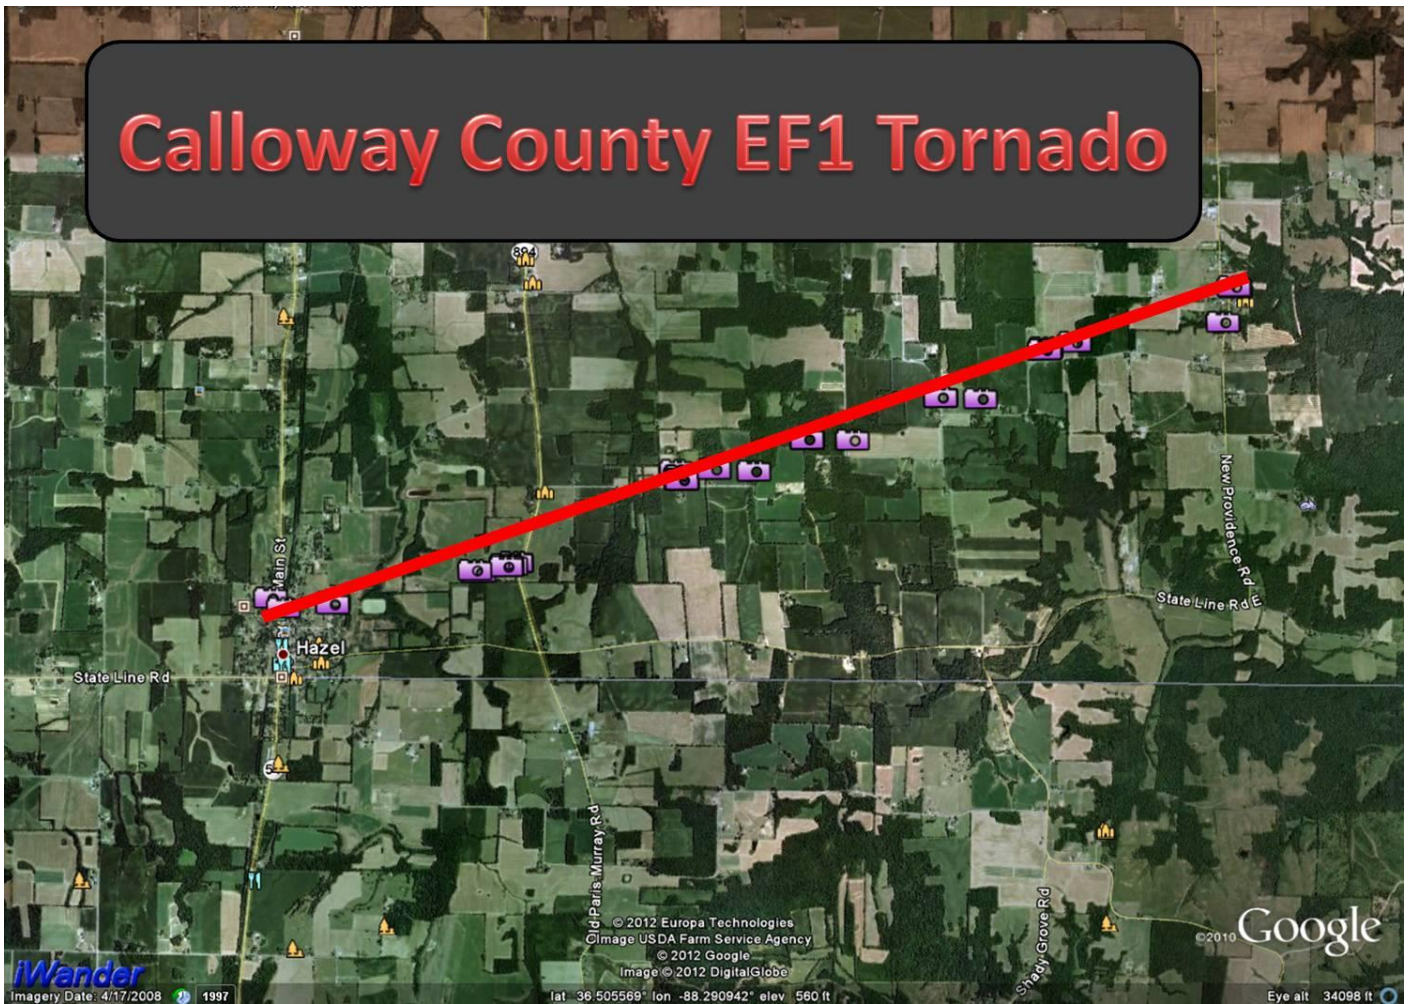 Calloway County EF1 Tornado
894
Main St
New Providence Rd
State Line Rd E
Hazel
State Line Rd
Old Paris Murray Rd
Shady Grove Rd
© 2012 Europa Technologies
Image USDA Farm Service Agency
© 2012 Google
Image © 2012 DigitalGlobe
©2010 Google
iWander
Imagery Date: 4/17/2008 1997 lat 36.505569° lon -88.290942° elev 560 ft Eye alt 34098 ft